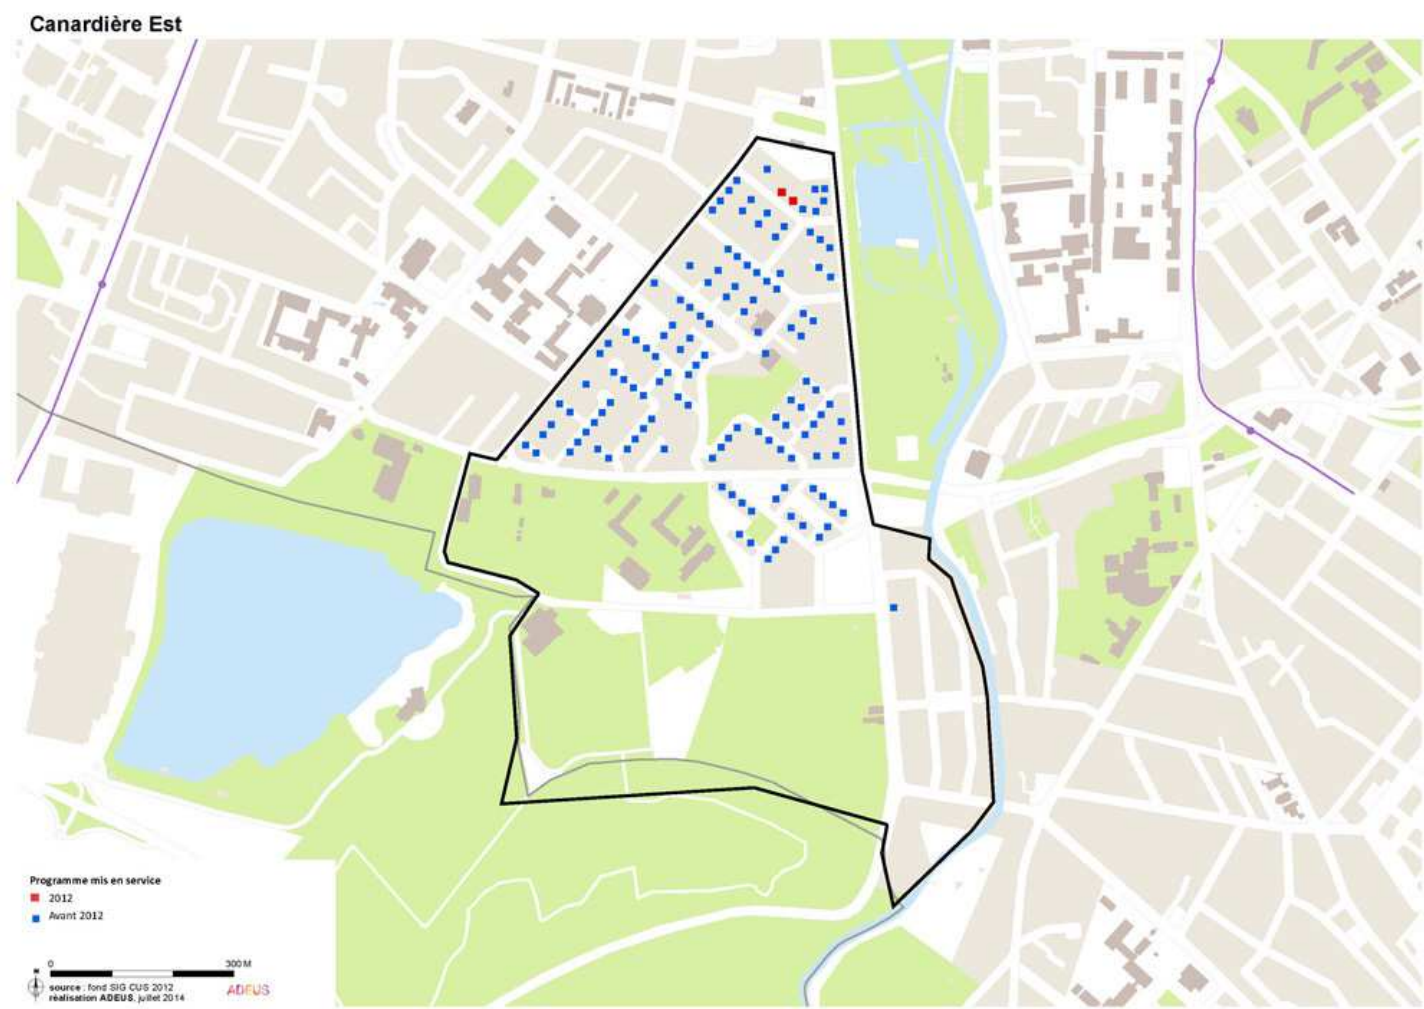 Canardière Est
Programme mis en service
2012
Avant 2012
0 300 M
N
source : fond SIG CUS 2012
réalisation ADEUS, juillet 2014
ADEUS